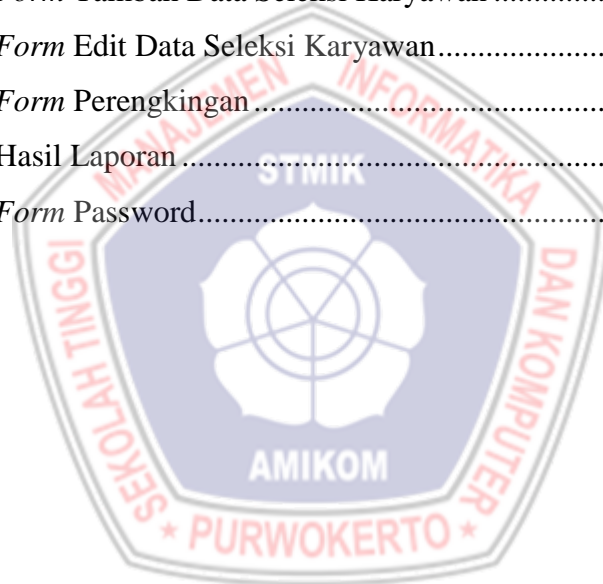 Form Tambah Data Seleksi Karyawan ................
Form Edit Data Seleksi Karyawan.......................
Form Perengkingan ................................................
Hasil Laporan ..........................................................
Form Password.......................................................
SEKOLAH TINGGI MANAJEMEN INFORMATIKA DAN KOMPUTER
STMIK
AMIKOM
* PURWOKERTO *